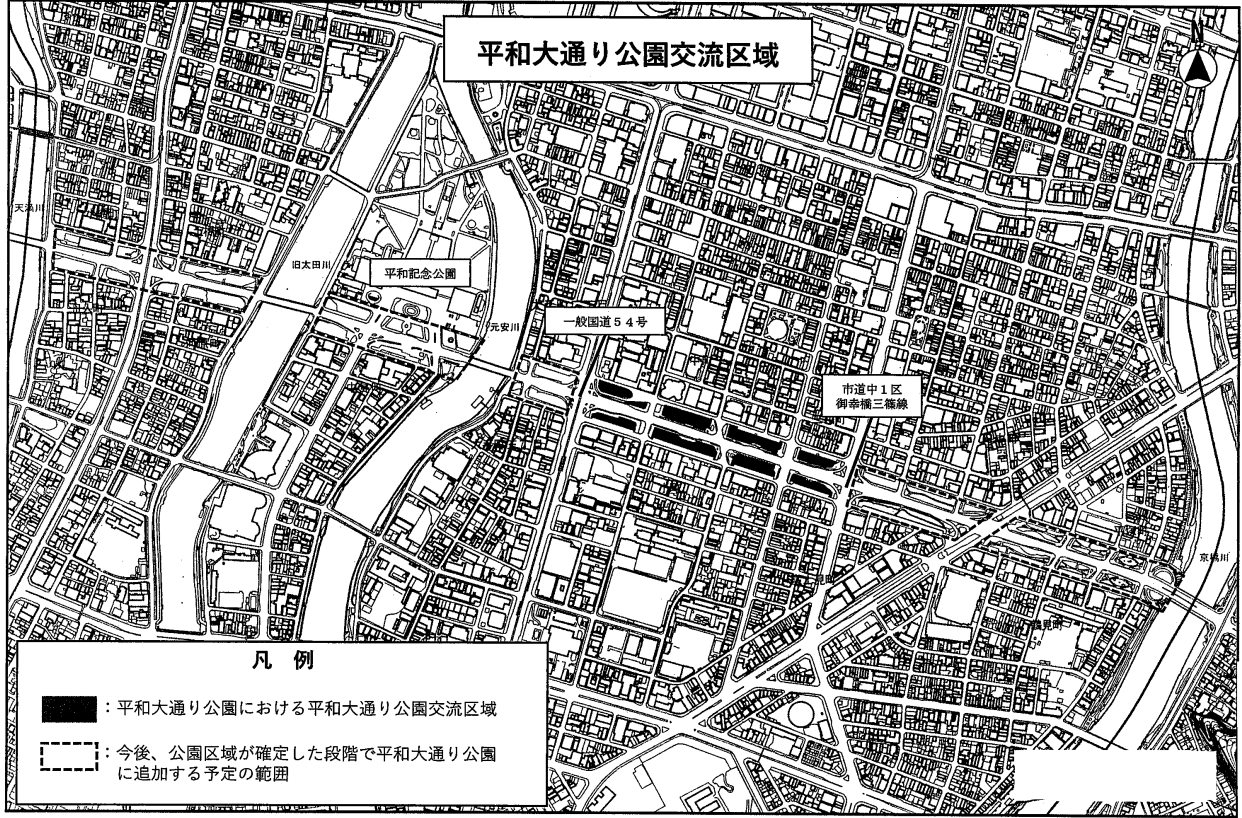 平和大通り公園交流区域
N
天満川
旧太田川
平和記念公園
元安川
一般国道54号
市道中1区
御幸橋三篠線
京橋川
鶴見町
凡 例
：平和大通り公園における平和大通り公園交流区域
：今後、公園区域が確定した段階で平和大通り公園
に追加する予定の範囲